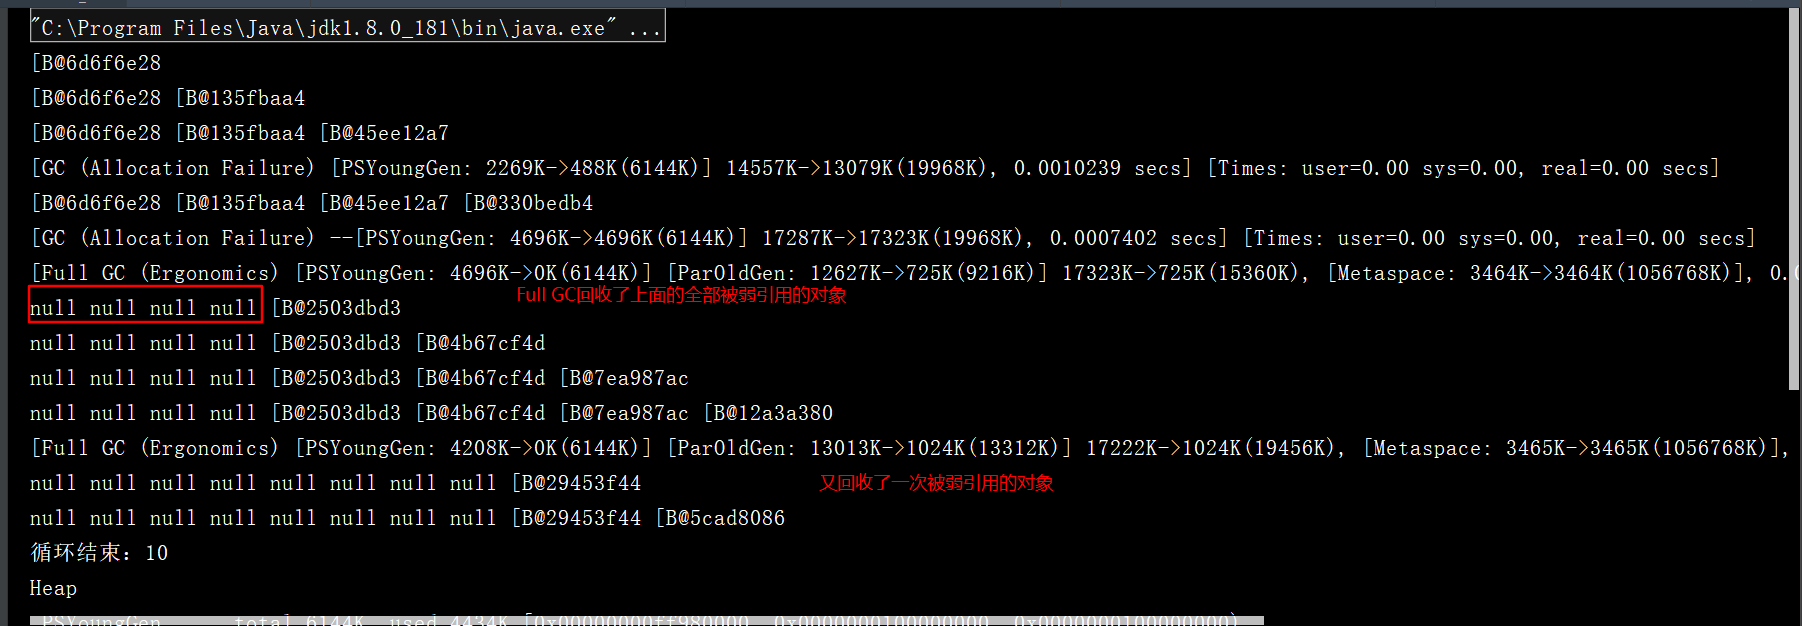 "C:\Program Files\Java\jdk1.8.0_181\bin\java.exe" ...
[B@6d6f6e28
[B@6d6f6e28 [B@135fbaa4
[B@6d6f6e28 [B@135fbaa4 [B@45ee12a7
[GC (Allocation Failure) [PSYoungGen: 2269K->488K(6144K)] 14557K->13079K(19968K), 0.0010239 secs] [Times: user=0.00 sys=0.00, real=0.00 secs]
[B@6d6f6e28 [B@135fbaa4 [B@45ee12a7 [B@330bedb4
[GC (Allocation Failure) --[PSYoungGen: 4696K->4696K(6144K)] 17287K->17323K(19968K), 0.0007402 secs] [Times: user=0.00 sys=0.00, real=0.00 secs]
[Full GC (Ergonomics) [PSYoungGen: 4696K->0K(6144K)] [ParOldGen: 12627K->725K(9216K)] 17323K->725K(15360K), [Metaspace: 3464K->3464K(1056768K)], 0.
Full GC回收了上面的全部被弱引用的对象
null null null null [B@2503dbd3
null null null null [B@2503dbd3 [B@4b67cf4d
null null null null [B@2503dbd3 [B@4b67cf4d [B@7ea987ac
null null null null [B@2503dbd3 [B@4b67cf4d [B@7ea987ac [B@12a3a380
[Full GC (Ergonomics) [PSYoungGen: 4208K->0K(6144K)] [ParOldGen: 13013K->1024K(13312K)] 17222K->1024K(19456K), [Metaspace: 3465K->3465K(1056768K)],
null null null null null null null null [B@29453f44
又回收了一次被弱引用的对象
null null null null null null null null [B@29453f44 [B@5cad8086
循环结束：10
Heap
PSYoungGen total 6144K, used 4434K [0x00000000ff980000, 0x0000000100000000, 0x0000000100000000)